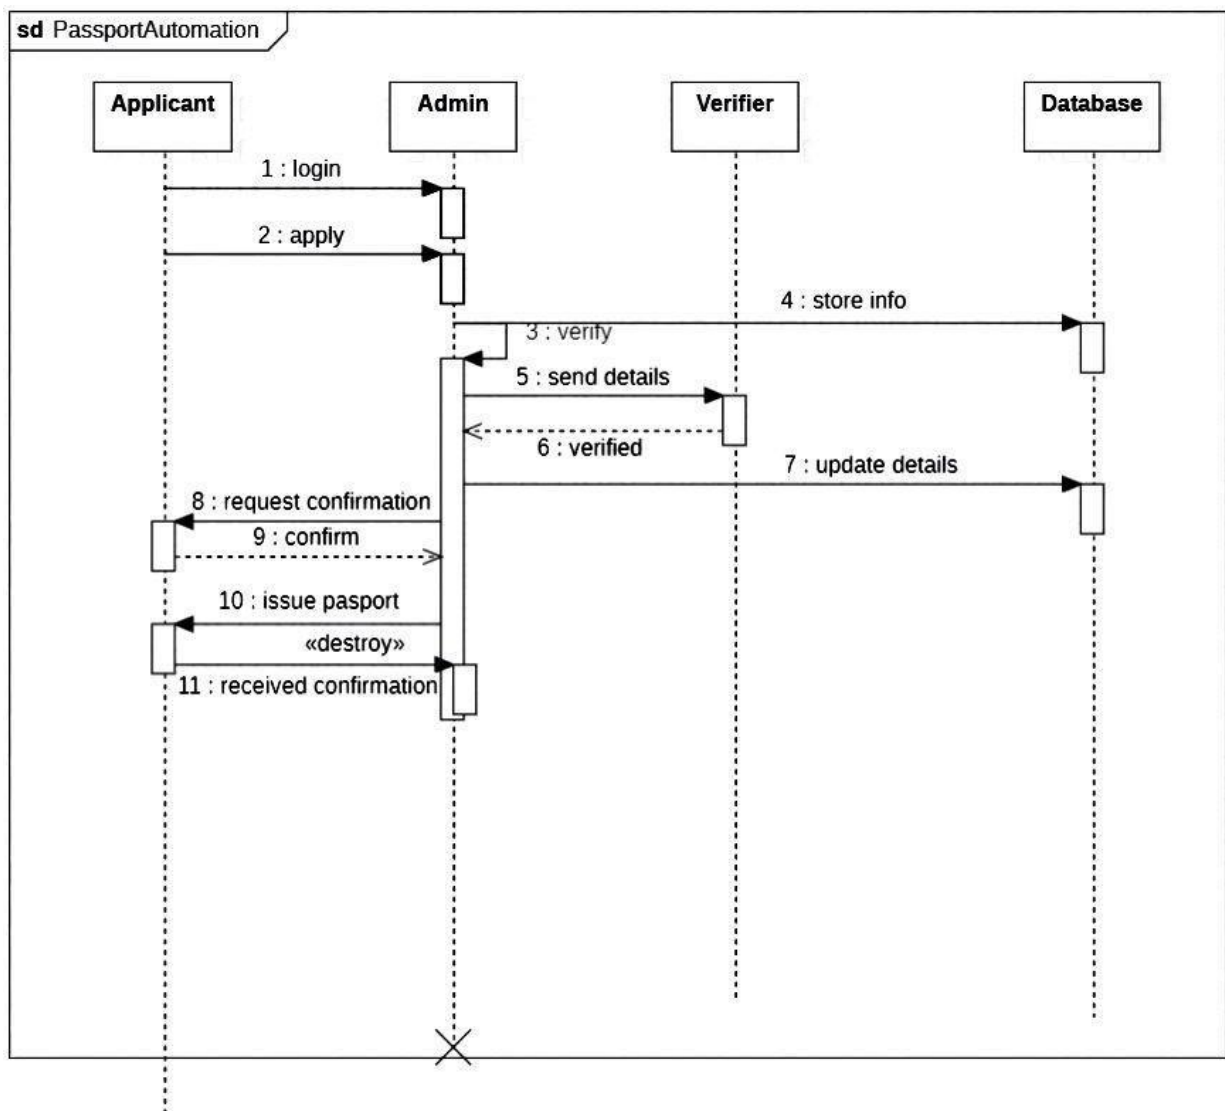 sd PassportAutomation
Applicant
Admin
Verifier
Database
1 : login
2 : apply
4 : store info
3 : verify
5 : send details
6 : verified
7 : update details
8 : request confirmation
9 : confirm
10 : issue pasport
«destroy»
11 : received confirmation